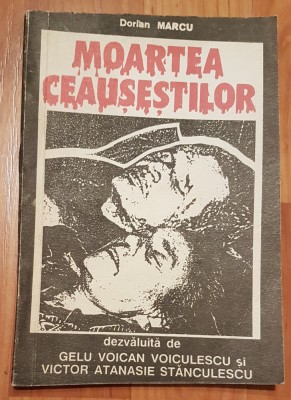 Dorian MARCU
MOARTEA
CEAUȘEȘTILOR
dezvăluită de
GELU VOICAN VOICULESCU și
VICTOR ATANASIE STĂNCULESCU